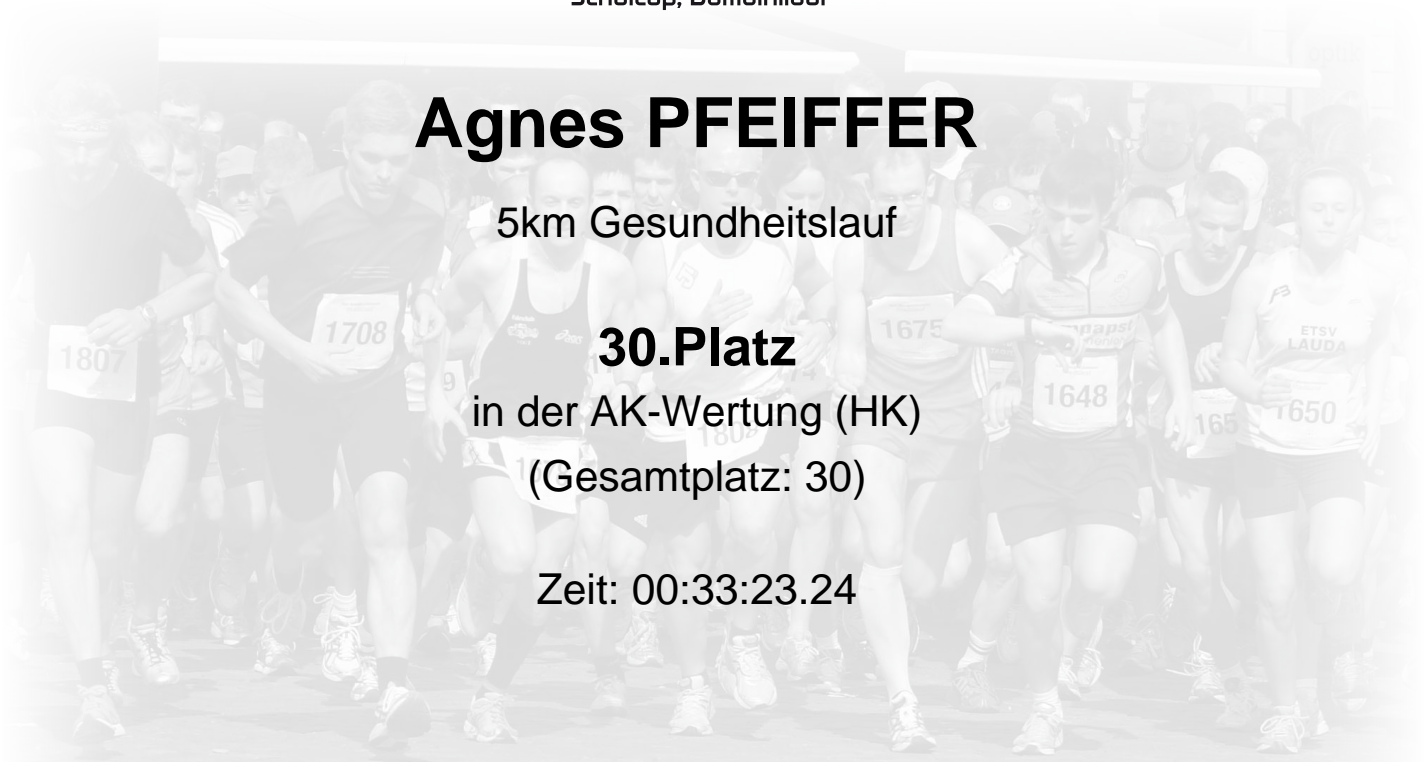 Agnes PFEIFFER
5km Gesundheitslauf
30.Platz
in der AK-Wertung (HK)
(Gesamtplatz: 30)
Zeit: 00:33:23.24
1807
1708
1675
1648
165
1650
ETSV
LAUDA